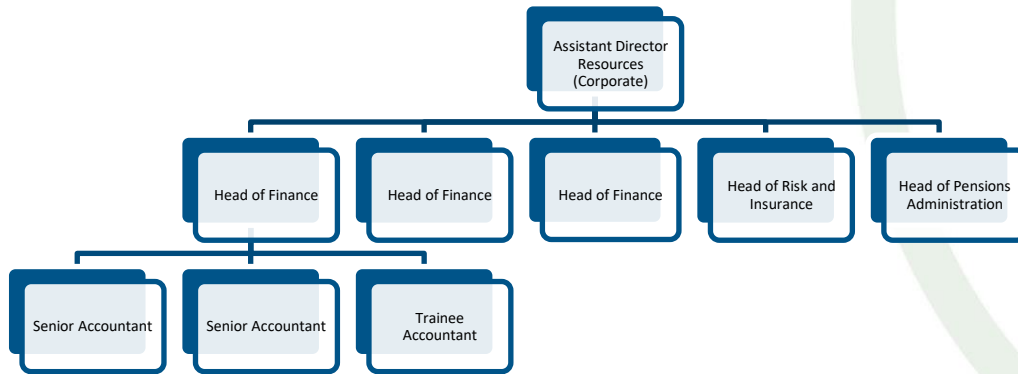 Assistant Director
Resources
(Corporate)
Head of Finance
Head of Finance
Head of Finance
Head of Risk and
Insurance
Head of Pensions
Administration
Senior Accountant
Senior Accountant
Trainee
Accountant